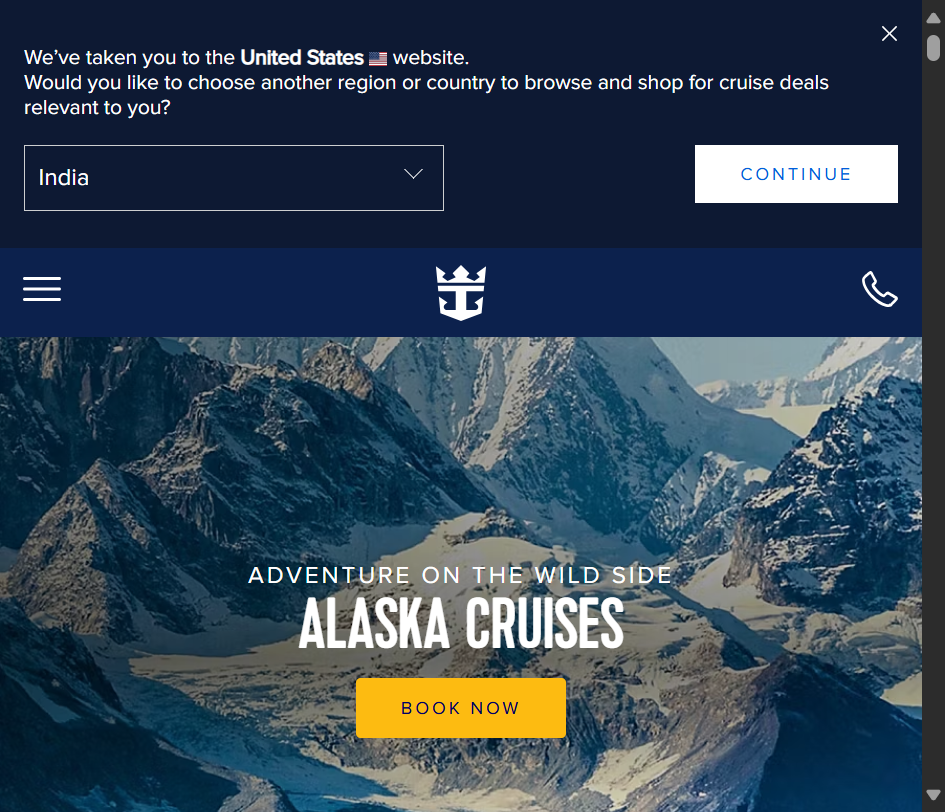 We’ve taken you to the United States website.
Would you like to choose another region or country to browse and shop for cruise deals
relevant to you?
India
CONTINUE
ADVENTURE ON THE WILD SIDE
ALASKA CRUISES
BOOK NOW